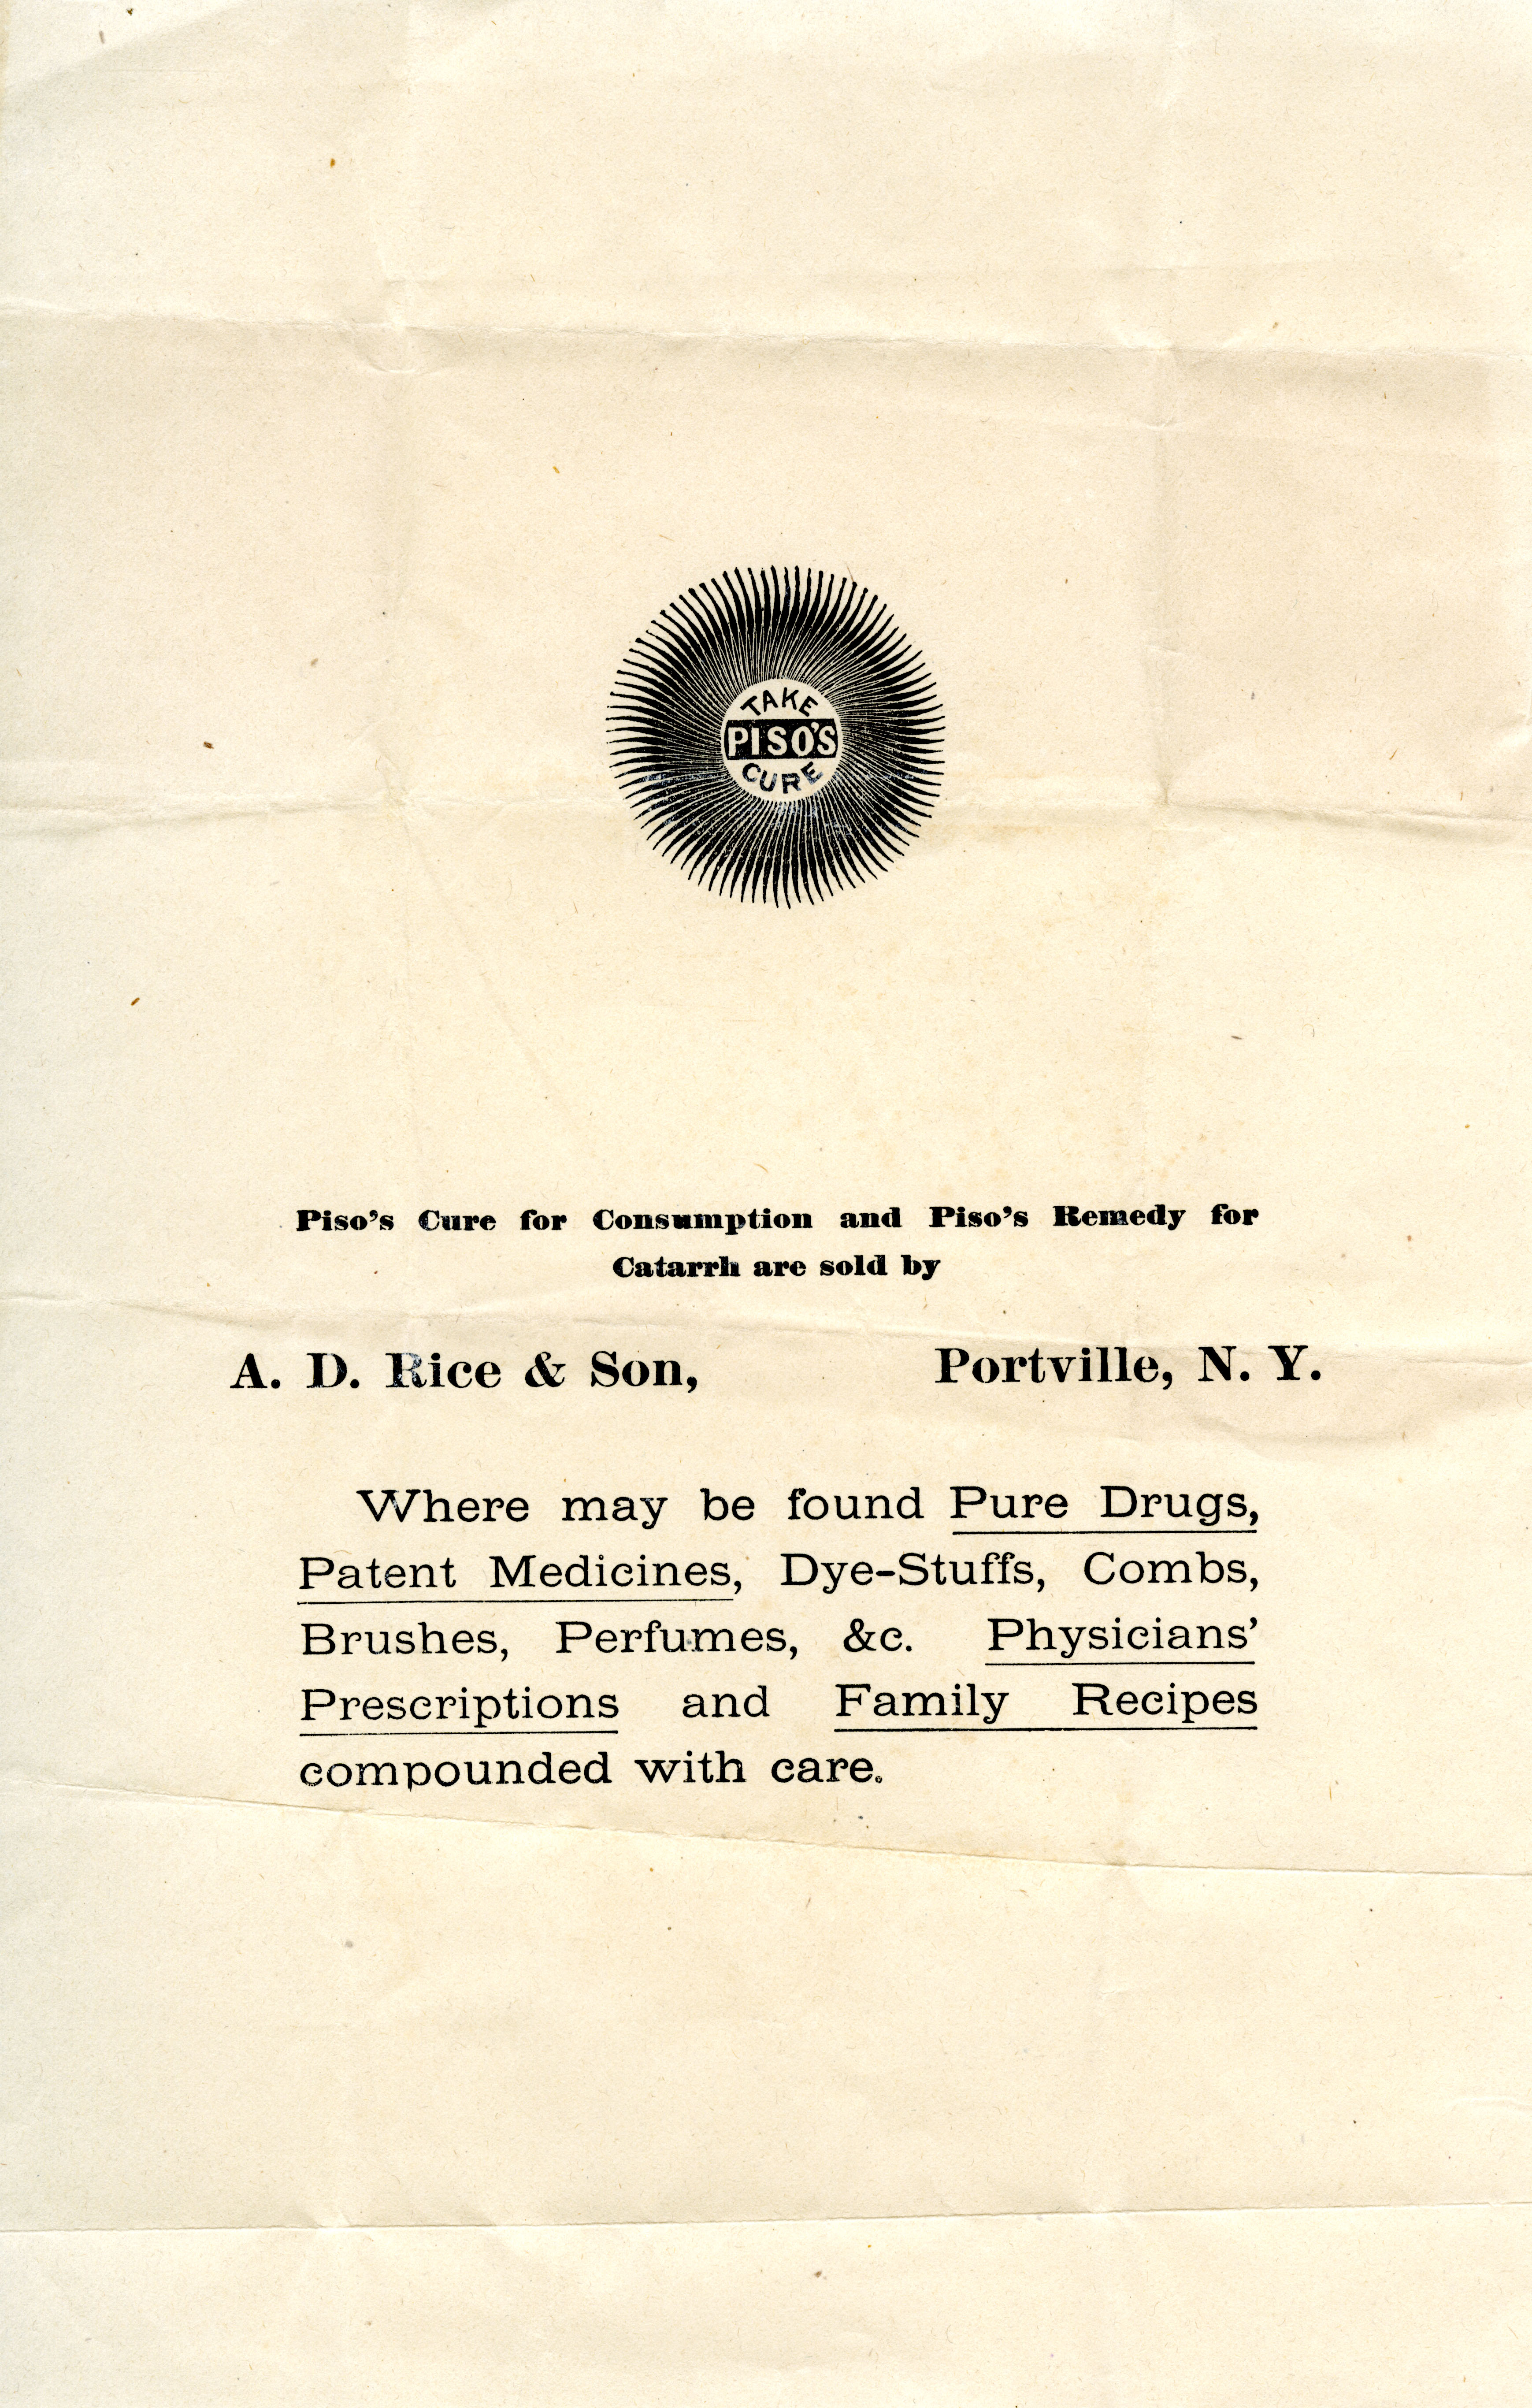 TAKE
PISO'S
CURE
Piso's Cure for Consumption and Piso's Remedy for
Catarrh are sold by
A. D. Rice & Son, Portville, N. Y.
Where may be found Pure Drugs,
Patent Medicines, Dye-Stuffs, Combs,
Brushes, Perfumes, &c. Physicians'
Prescriptions and Family Recipes
compounded with care.